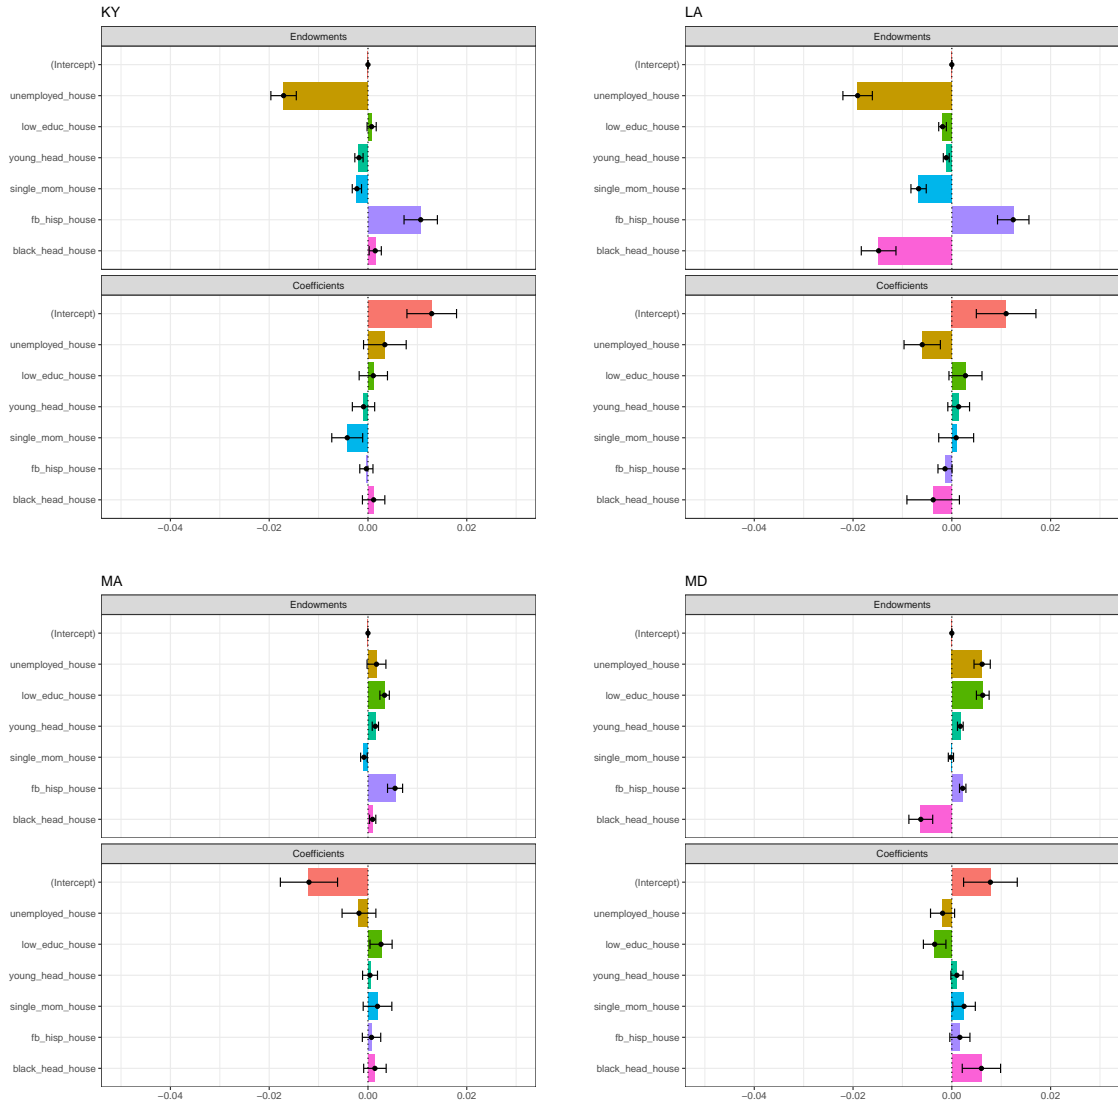 KY
Endowments
(Intercept)
unemployed_house
low_educ_house
young_head_house
single_mom_house
fb_hisp_house
black_head_house
Coefficients
(Intercept)
unemployed_house
low_educ_house
young_head_house
single_mom_house
fb_hisp_house
black_head_house
−0.04 −0.02 0.00 0.02
LA
Endowments
(Intercept)
unemployed_house
low_educ_house
young_head_house
single_mom_house
fb_hisp_house
black_head_house
Coefficients
(Intercept)
unemployed_house
low_educ_house
young_head_house
single_mom_house
fb_hisp_house
black_head_house
−0.04 −0.02 0.00 0.02
MA
Endowments
(Intercept)
unemployed_house
low_educ_house
young_head_house
single_mom_house
fb_hisp_house
black_head_house
Coefficients
(Intercept)
unemployed_house
low_educ_house
young_head_house
single_mom_house
fb_hisp_house
black_head_house
−0.04 −0.02 0.00 0.02
MD
Endowments
(Intercept)
unemployed_house
low_educ_house
young_head_house
single_mom_house
fb_hisp_house
black_head_house
Coefficients
(Intercept)
unemployed_house
low_educ_house
young_head_house
single_mom_house
fb_hisp_house
black_head_house
−0.04 −0.02 0.00 0.02